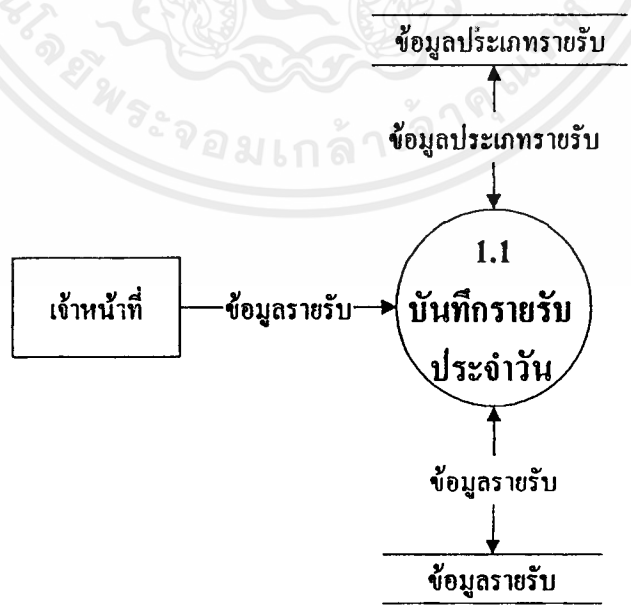 ข้อมูลประเภทรายรับ
ข้อมูลประเภทรายรับ
1.1
บันทึกรายรับ
ประจำวัน
เจ้าหน้าที่
ข้อมูลรายรับ
ข้อมูลรายรับ
ข้อมูลรายรับ